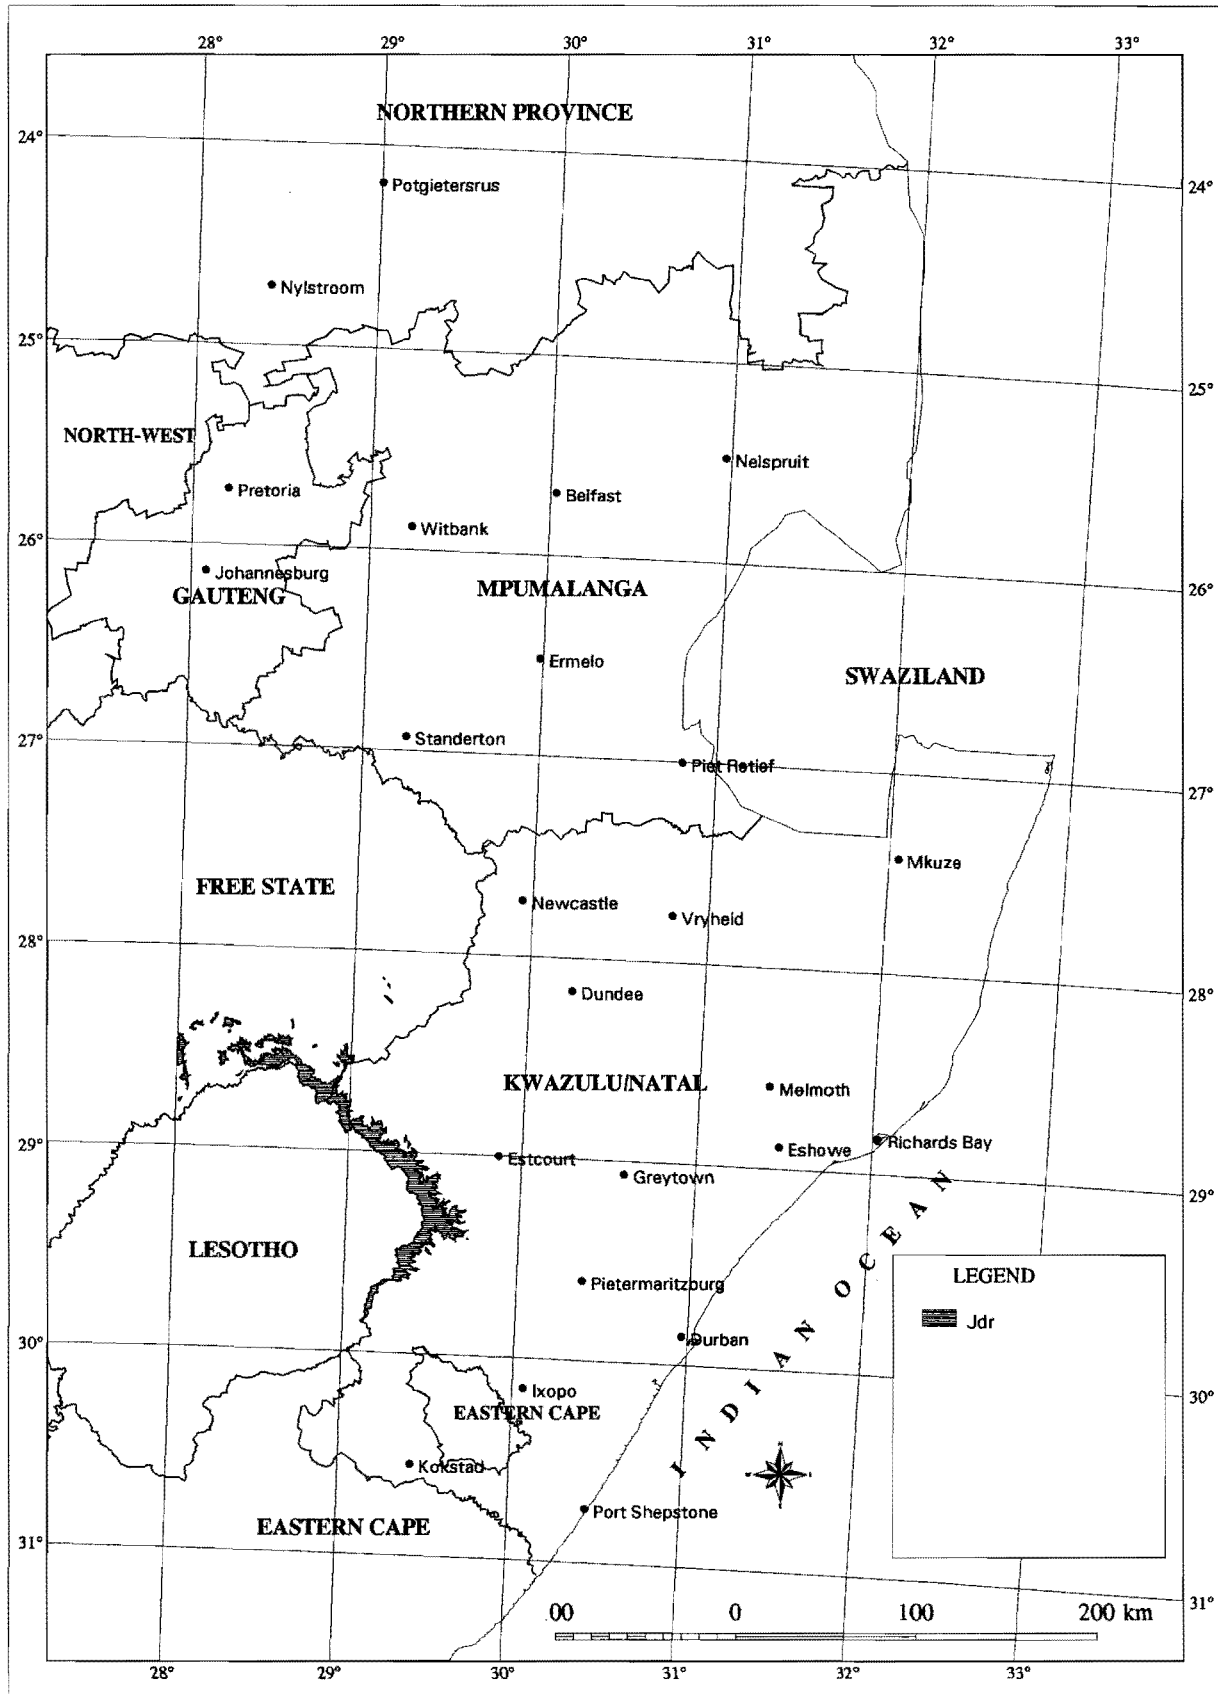 28°
29°
30°
31°
32°
33°
NORTHERN PROVINCE
24°
Potgietersrus
24°
Nylstroom
25°
25°
NORTH-WEST
Nelspruit
Pretoria
Belfast
Witbank
26°
Johannesburg
GAUTENG
MPUMALANGA
26°
Ermelo
SWAZILAND
27°
Standerton
Piet Retief
27°
Mkuze
FREE STATE
Newcastle
Vryheid
28°
Dundee
28°
KWAZULU/NATAL
Melmoth
29°
Estcourt
Eshowe
Richards Bay
Greytown
29°
LESOTHO
INDIAN OCEAN
LEGEND
Jdr
Pietermaritzburg
30°
Durban
Ixopo
30°
EASTERN CAPE
Kokstad
Port Shepstone
EASTERN CAPE
31°
31°
00 0 100 200 km
28°
29°
30°
31°
32°
33°